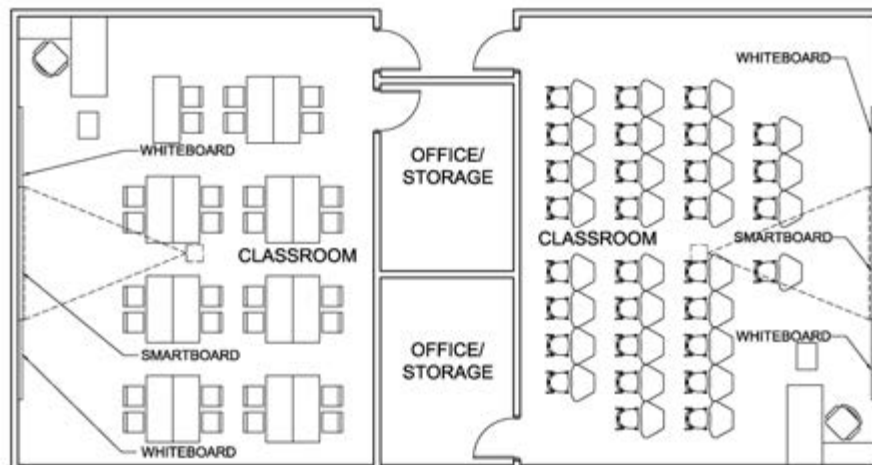 WHITEBOARD
CLASSROOM
SMARTBOARD
WHITEBOARD
OFFICE/
STORAGE
OFFICE/
STORAGE
WHITEBOARD
CLASSROOM
SMARTBOARD
WHITEBOARD